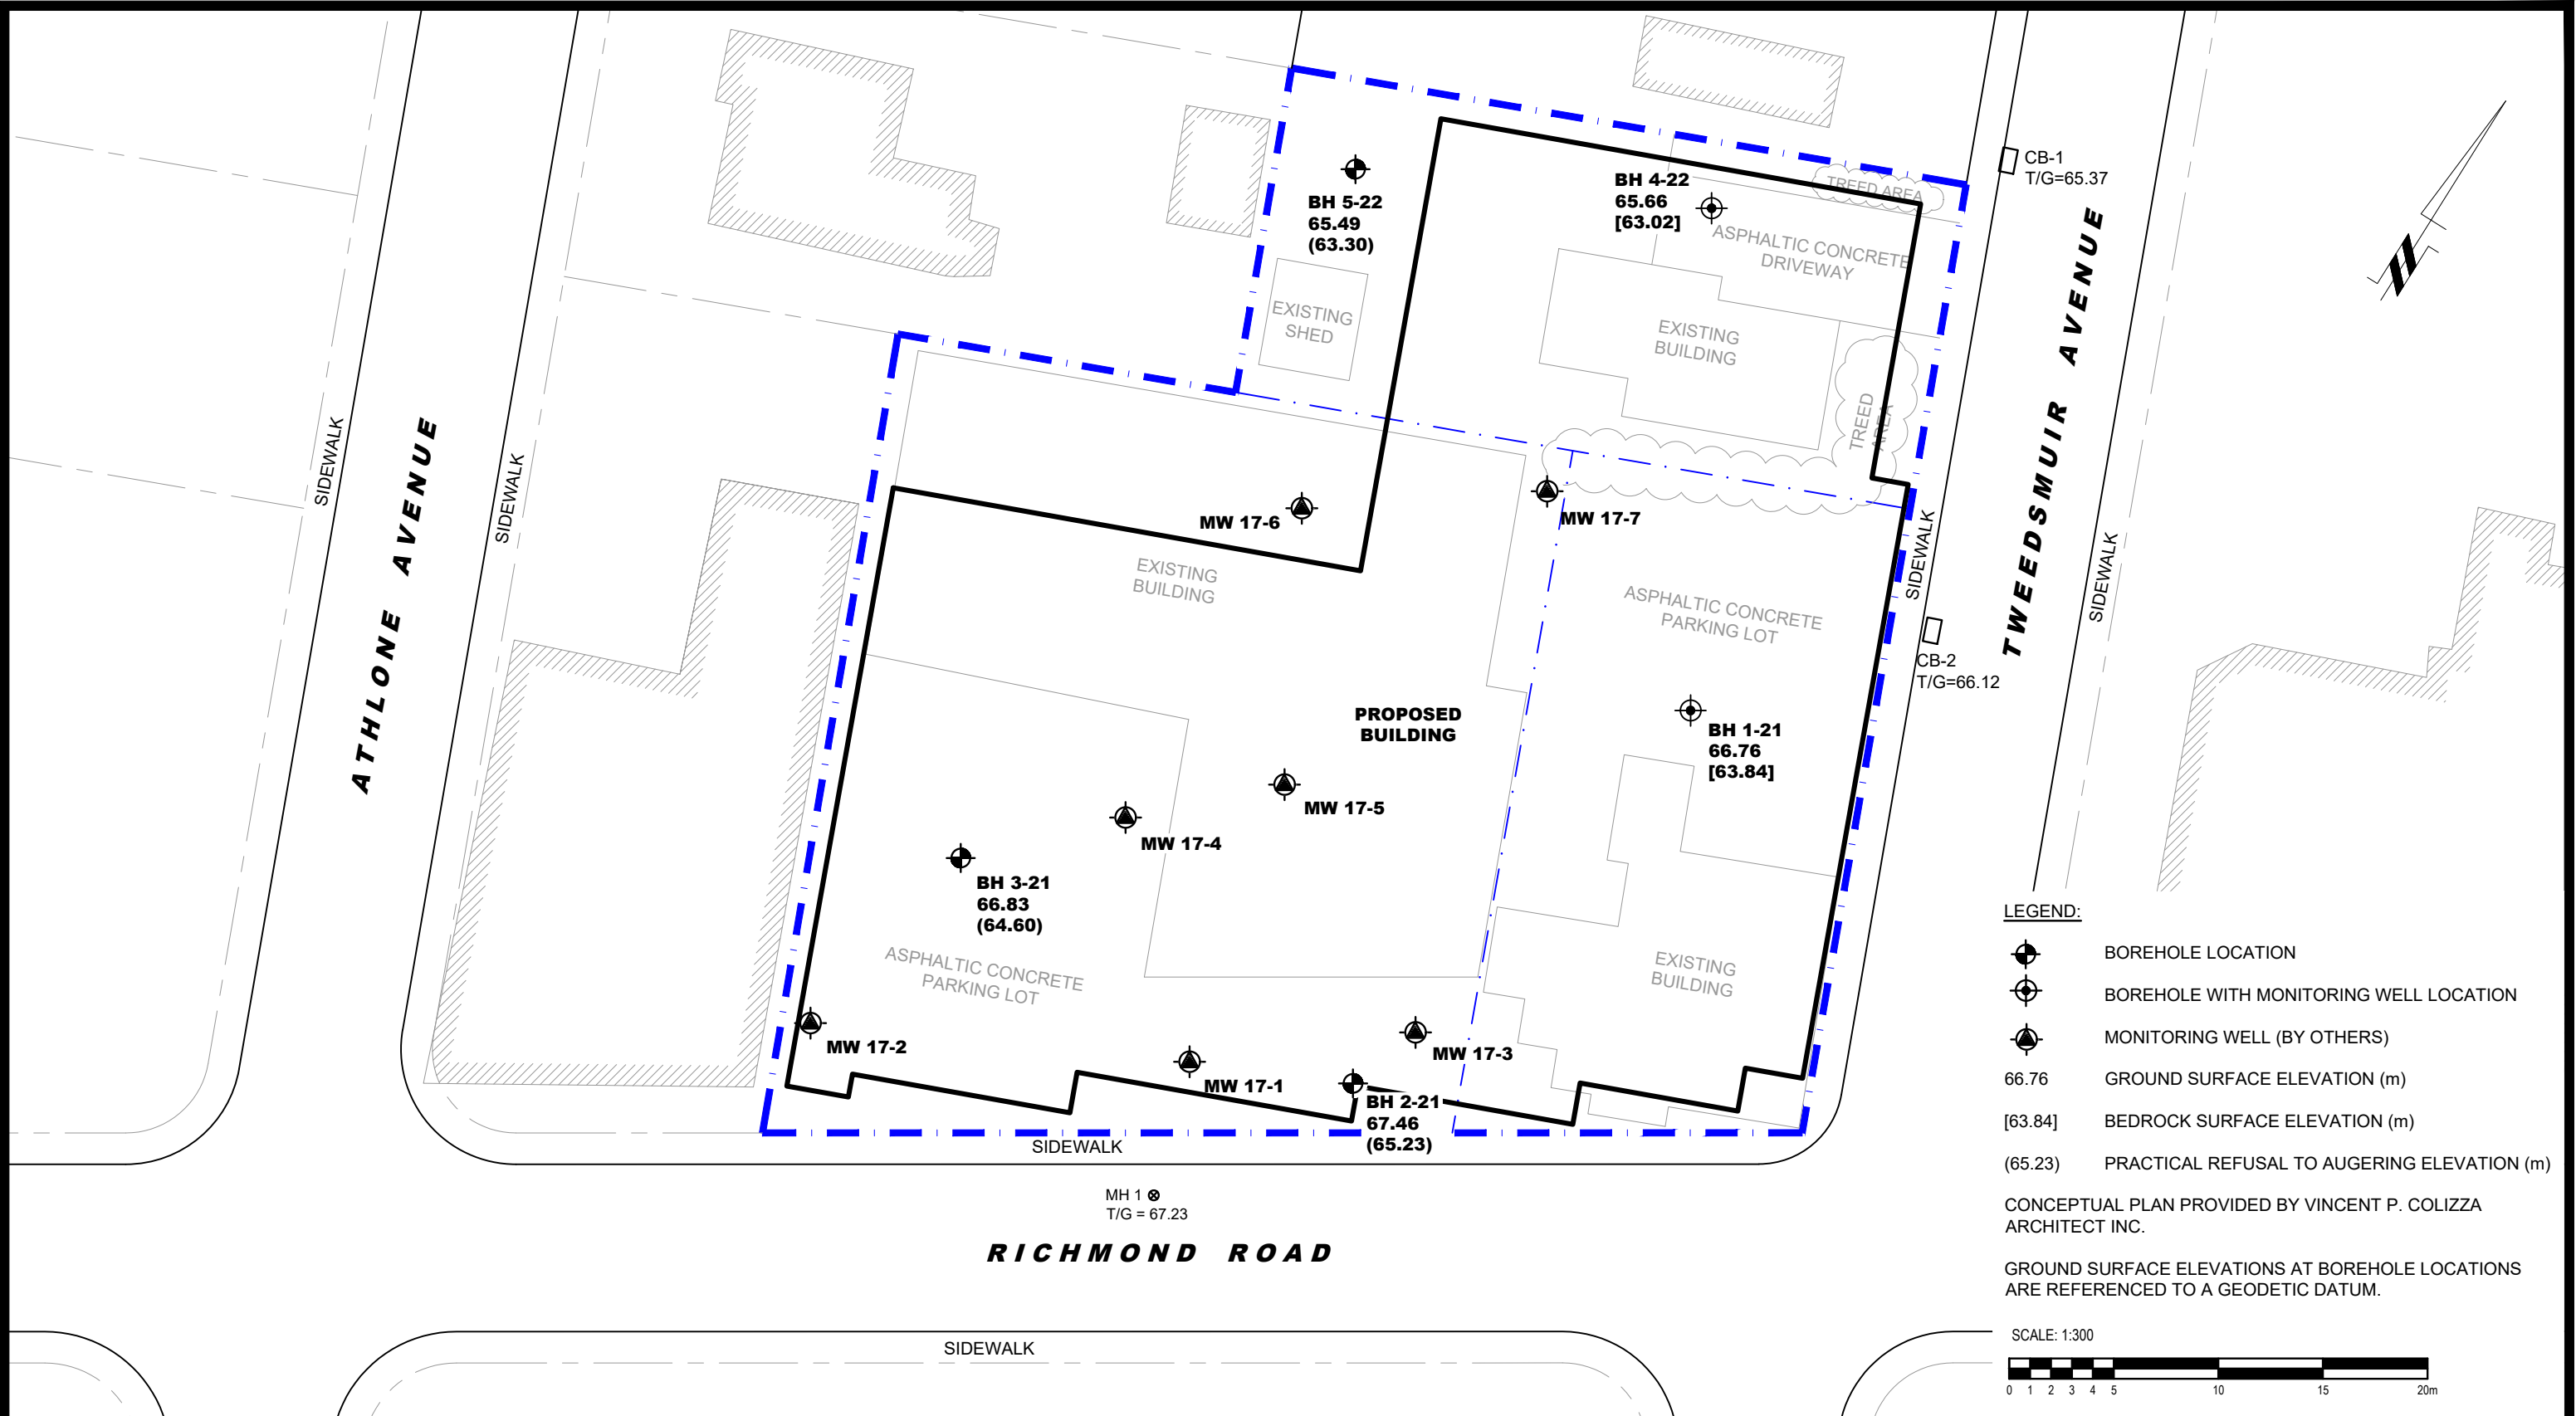 CB-1
T/G=65.37
BH 4-22
65.66
[63.02]
TREED AREA
BH 5-22
65.49
(63.30)
ASPHALTIC CONCRETE
DRIVEWAY
EXISTING
SHED
EXISTING
BUILDING
TREED
AREA
TWEEDSMUIR AVENUE
ATHLONE AVENUE
SIDEWALK
SIDEWALK
SIDEWALK
SIDEWALK
MW 17-6
MW 17-7
EXISTING
BUILDING
ASPHALTIC CONCRETE
PARKING LOT
CB-2
T/G=66.12
PROPOSED
BUILDING
BH 1-21
66.76
[63.84]
MW 17-5
MW 17-4
BH 3-21
66.83
(64.60)
ASPHALTIC CONCRETE
PARKING LOT
EXISTING
BUILDING
MW 17-2
MW 17-3
MW 17-1
BH 2-21
67.46
(65.23)
SIDEWALK
MH 1
T/G = 67.23
RICHMOND ROAD
SIDEWALK
LEGEND:
BOREHOLE LOCATION
BOREHOLE WITH MONITORING WELL LOCATION
MONITORING WELL (BY OTHERS)
66.76 GROUND SURFACE ELEVATION (m)
[63.84] BEDROCK SURFACE ELEVATION (m)
(65.23) PRACTICAL REFUSAL TO AUGERING ELEVATION (m)
CONCEPTUAL PLAN PROVIDED BY VINCENT P. COLIZZA
ARCHITECT INC.
GROUND SURFACE ELEVATIONS AT BOREHOLE LOCATIONS
ARE REFERENCED TO A GEODETIC DATUM.
SCALE: 1:300
0 1 2 3 4 5 10 15 20m